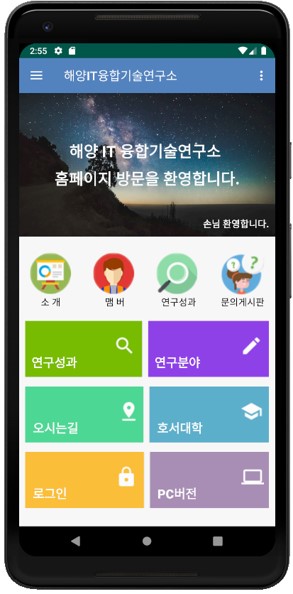 2:55
해양IT융합기술연구소
해양 IT 융합기술연구소
홈페이지 방문을 환영합니다.
손님 환영합니다.
소 개
맴 버
연구성과
문의게시판
연구성과
연구분야
오시는길
호서대학
로그인
PC버전